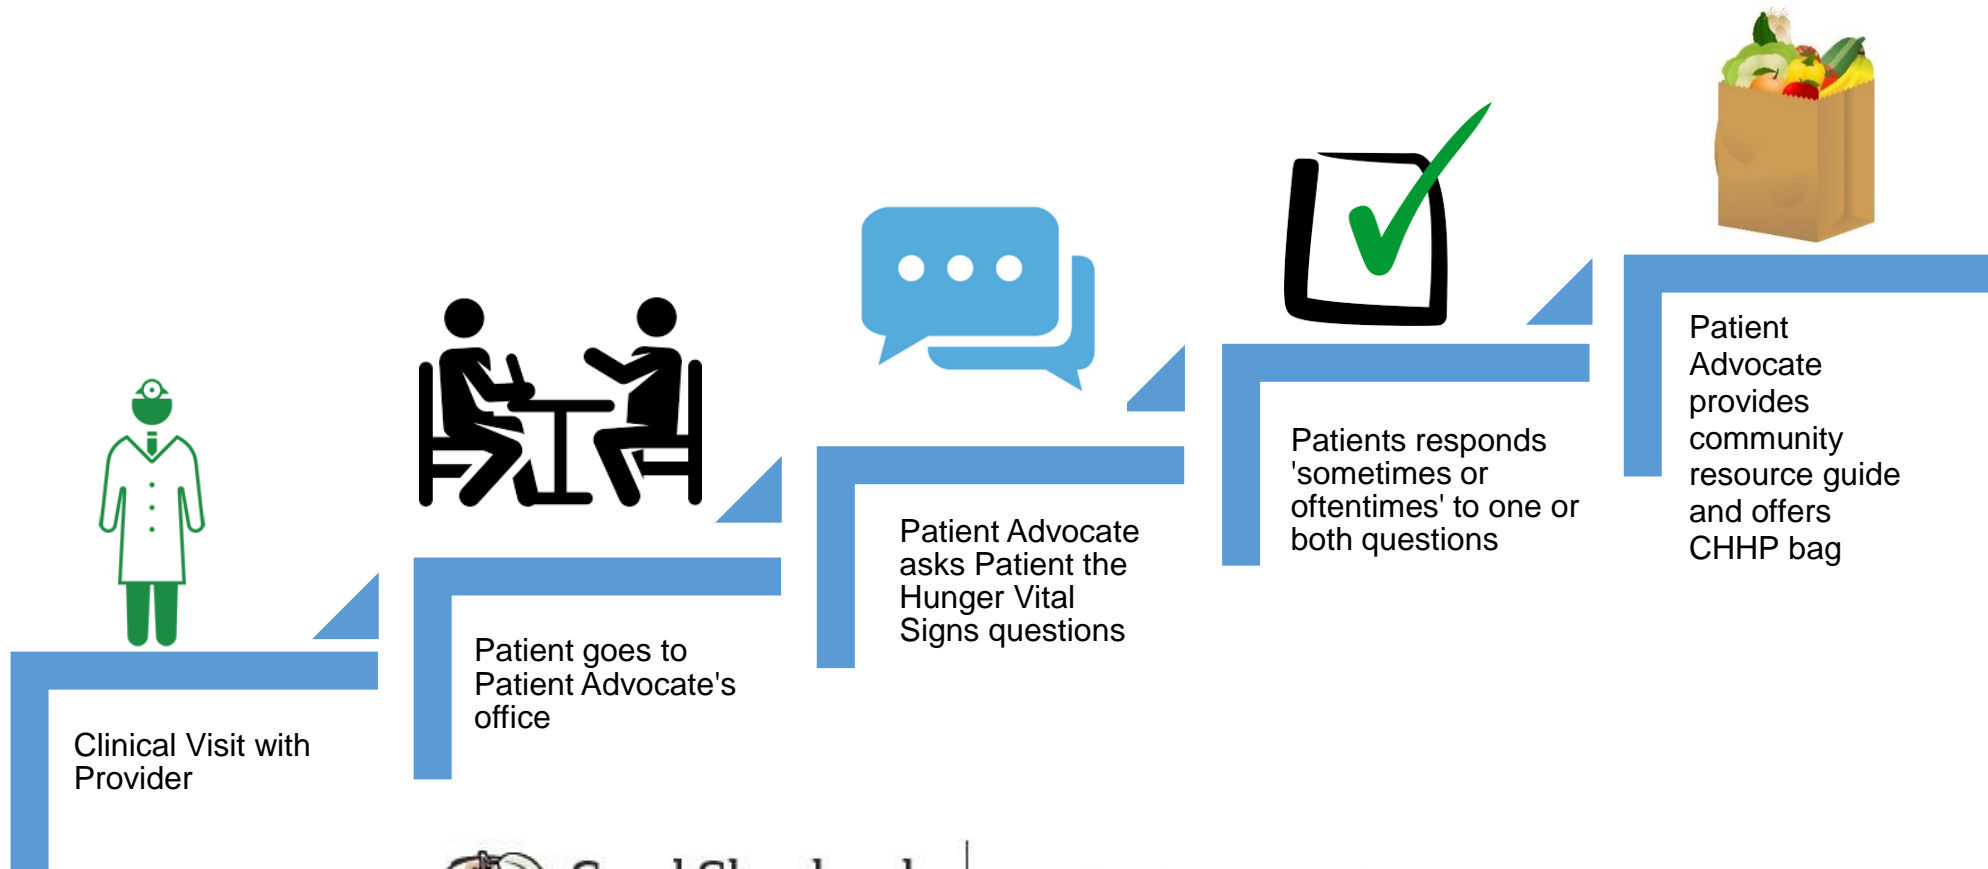 Clinical Visit with
Provider
Patient goes to
Patient Advocate's
office
Patient Advocate
asks Patient the
Hunger Vital
Signs questions
Patients responds
'sometimes or
oftentimes' to one or
both questions
Patient
Advocate
provides
community
resource guide
and offers
CHHP bag